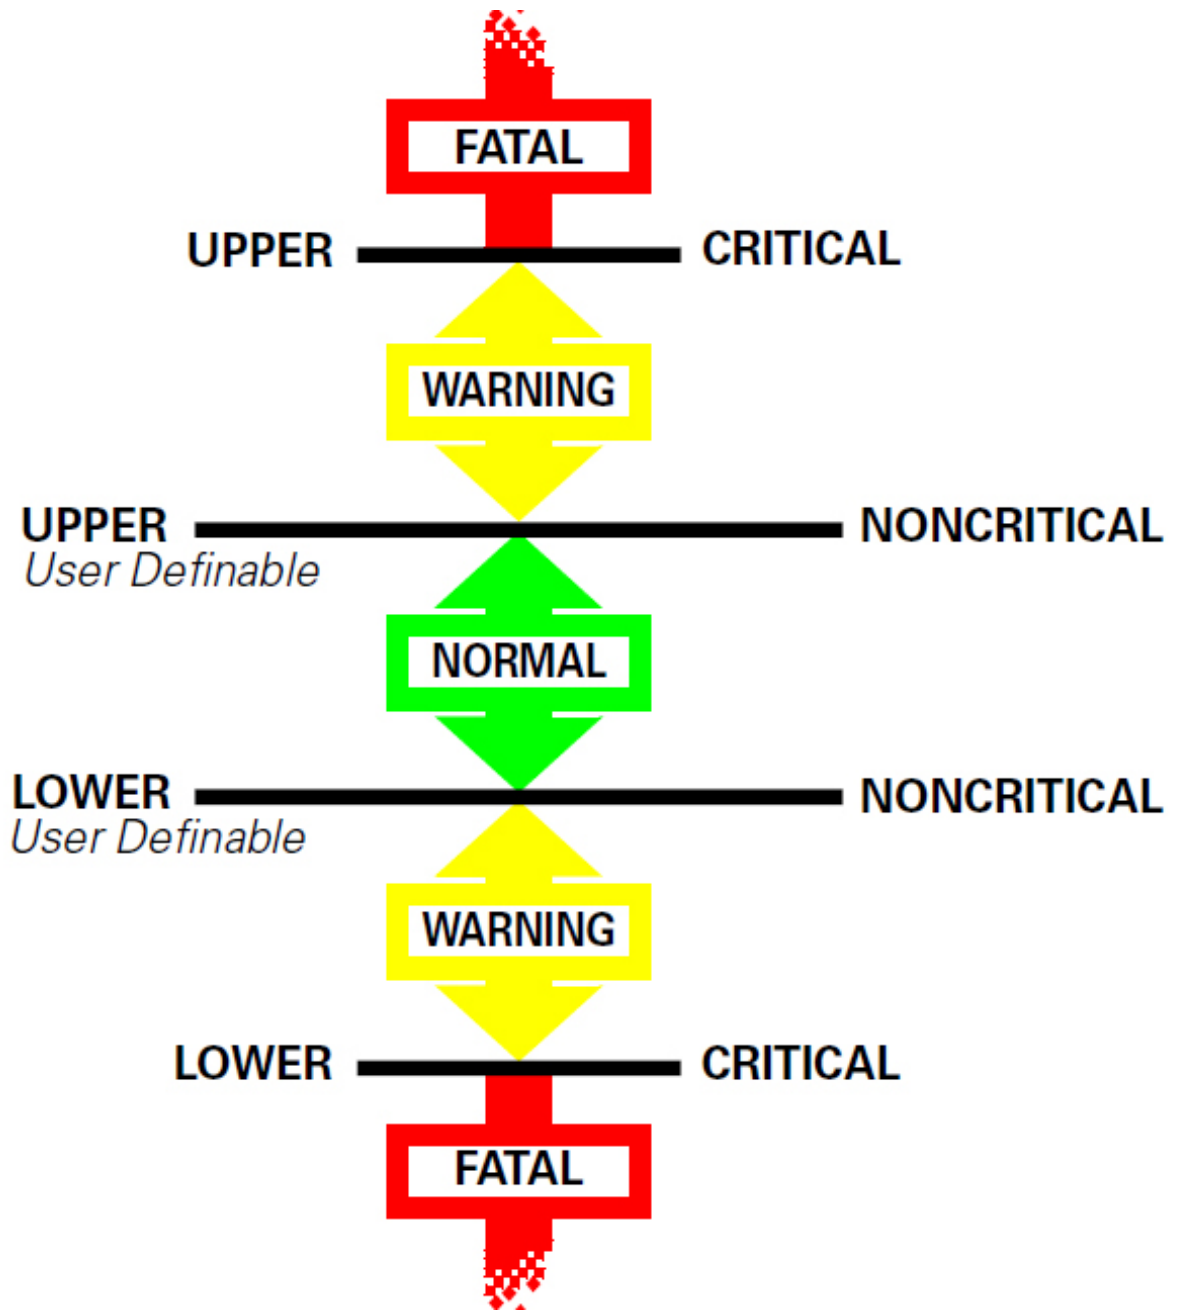 FATAL
UPPER CRITICAL
WARNING
UPPER NONCRITICAL
User Definable
NORMAL
LOWER NONCRITICAL
User Definable
WARNING
LOWER CRITICAL
FATAL